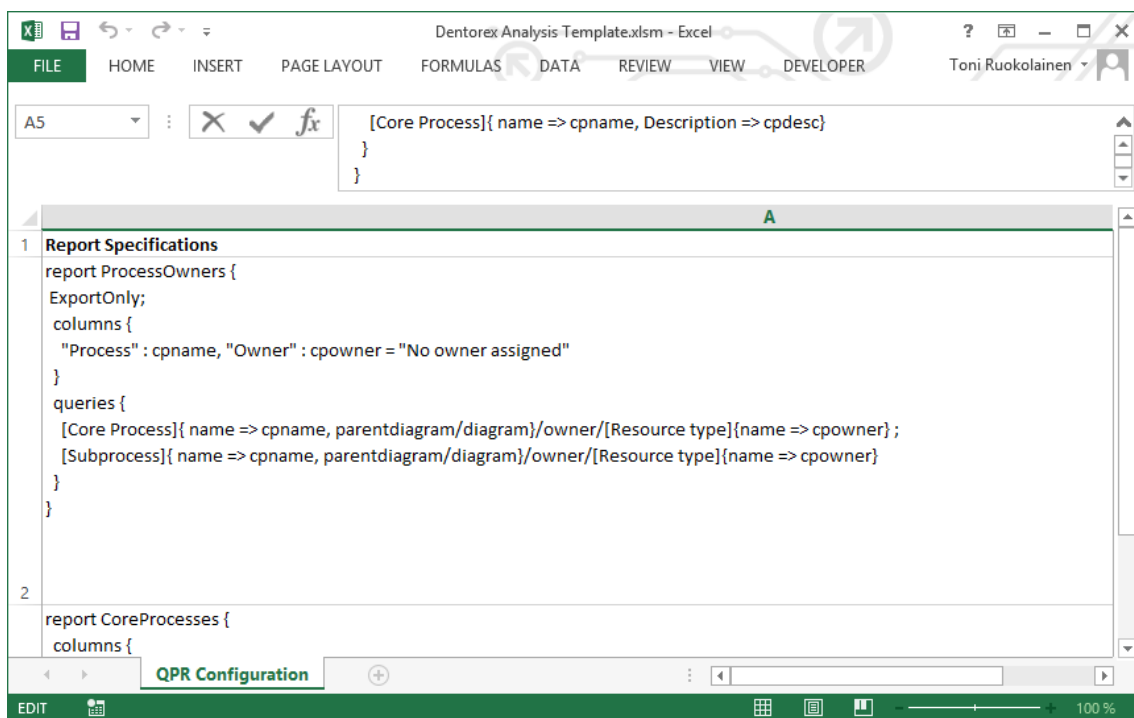 Dentorex Analysis Template.xlsm - Excel
?
FILE HOME INSERT PAGE LAYOUT FORMULAS DATA REVIEW VIEW DEVELOPER Toni Ruokolainen
A5 fx [Core Process]{ name => cpname, Description => cpdesc}
}
}
A
1 Report Specifications
report ProcessOwners {
ExportOnly;
columns {
"Process" : cpname, "Owner" : cpowner = "No owner assigned"
}
queries {
[Core Process]{ name => cpname, parentdiagram/diagram}/owner/[Resource type]{name => cpowner} ;
[Subprocess]{ name => cpname, parentdiagram/diagram}/owner/[Resource type]{name => cpowner}
}
}
2
report CoreProcesses {
columns {
QPR Configuration
EDIT 100 %